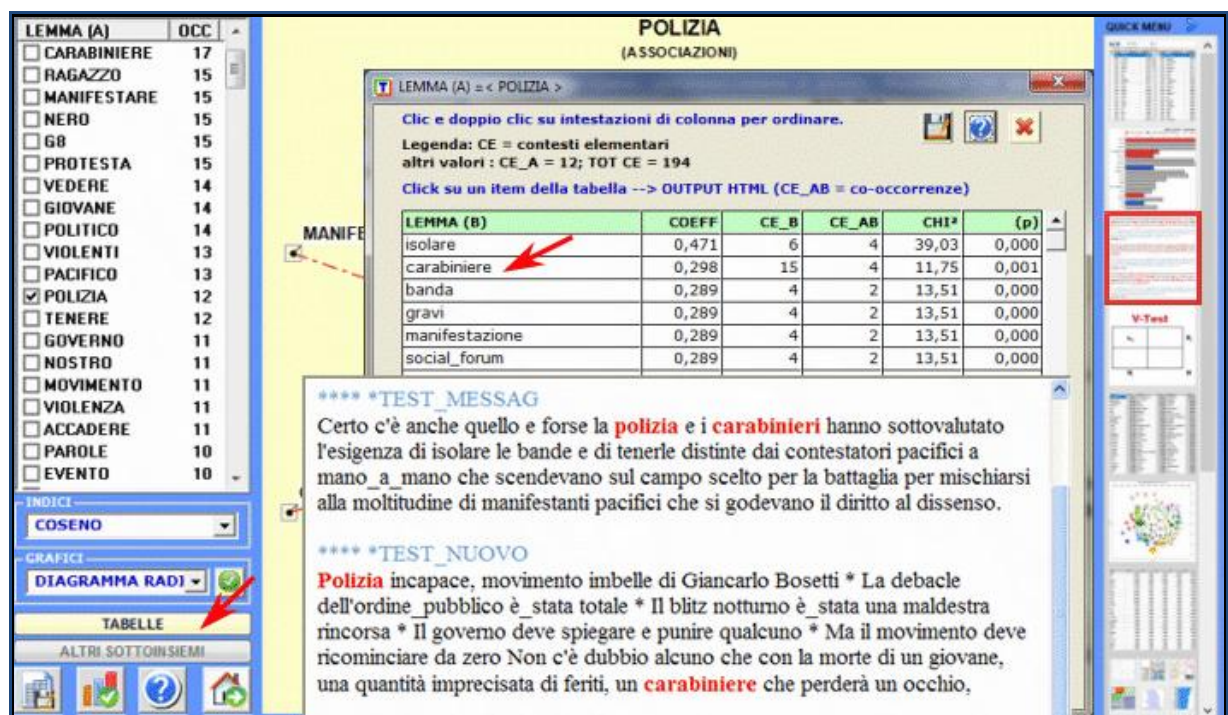 LEMMA (A) OCC
CARABINIERE 17
RAGAZZO 15
MANIFESTARE 15
NERO 15
G8 15
PROTESTA 15
VEDERE 14
GIOVANE 14
POLITICO 14
VIOLENTI 13
PACIFICO 13
POLIZIA 12
TENERE 12
GOVERNO 11
NOSTRO 11
MOVIMENTO 11
VIOLENZA 11
ACCADERE 11
PAROLE 10
EVENTO 10
INDICI
COSENO
GRAFICI
DIAGRAMMA RADI
TABELLE
ALTRI SOTTOINSIEMI
POLIZIA
(ASSOCIAZIONI)
MANIFE
LEMMA (A) = < POLIZIA >
Clic e doppio clic su intestazioni di colonna per ordinare.
Legenda: CE = contesti elementari
altri valori : CE_A = 12; TOT CE = 194
Click su un item della tabella --> OUTPUT HTML (CE_AB = co-occorrenze)
LEMMA (B) COEFF CE_B CE_AB CHI² (p)
isolare 0,471 6 4 39,03 0,000
carabiniere 0,298 15 4 11,75 0,001
banda 0,289 4 2 13,51 0,000
gravi 0,289 4 2 13,51 0,000
manifestazione 0,289 4 2 13,51 0,000
social_forum 0,289 4 2 13,51 0,000
**** *TEST_MESSAG
Certo c'è anche quello e forse la polizia e i carabinieri hanno sottovalutato
l'esigenza di isolare le bande e di tenerle distinte dai contestatori pacifici a
mano_a_mano che scendevano sul campo scelto per la battaglia per mischiarsi
alla moltitudine di manifestanti pacifici che si godevano il diritto al dissenso.
**** *TEST_NUOVO
Polizia incapace, movimento imbelle di Giancarlo Bosetti * La debacle
dell'ordine_pubblico è_stata totale * Il blitz notturno è_stata una maldestra
rincorsa * Il governo deve spiegare e punire qualcuno * Ma il movimento deve
ricominciare da zero Non c'è dubbio alcuno che con la morte di un giovane,
una quantità imprecisata di feriti, un carabiniere che perderà un occhio,
QUICK MENU
V-Test